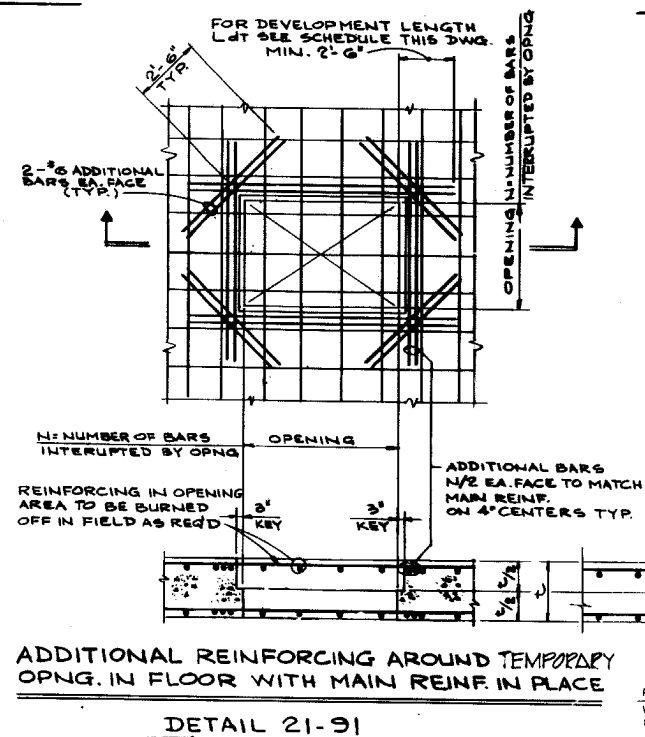 FOR DEVELOPMENT LENGTH
LdT SEE SCHEDULE THIS DWG.
MIN. 2'-6"
2'-6"
TYP.
OPENING N=NUMBER OF BARS
INTERRUPTED BY OPNG
2-#6 ADDITIONAL
BARS EA. FACE
(TYP.)
N=NUMBER OF BARS
INTERUPTED BY OPNG
OPENING
ADDITIONAL BARS
N/2 EA. FACE TO MATCH
MAIN REINF.
ON 4" CENTERS TYP.
REINFORCING IN OPENING
AREA TO BE BURNED
OFF IN FIELD AS REQ'D
3"
KEY
3"
KEY
t/2
t/2
t
ADDITIONAL REINFORCING AROUND TEMPORARY
OPNG. IN FLOOR WITH MAIN REINF. IN PLACE
DETAIL 21-91